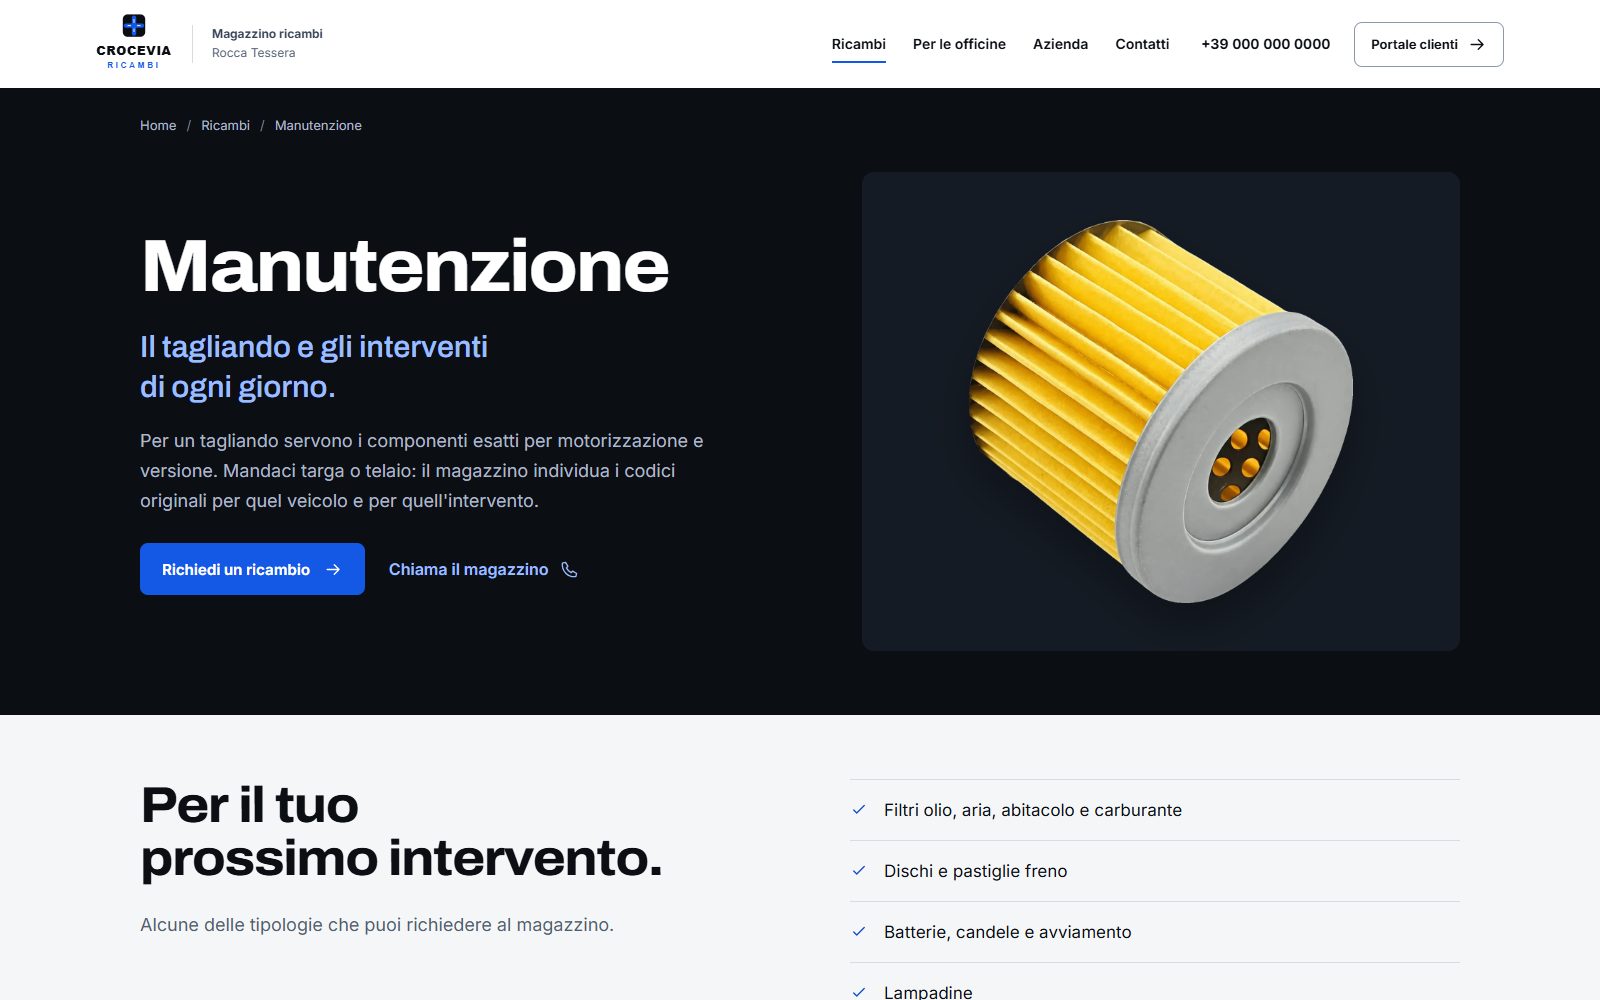 CROCEVIA
RICAMBI
Magazzino ricambi
Rocca Tessera
Ricambi
Per le officine
Azienda
Contatti
+39 000 000 0000
Portale clienti
Home / Ricambi / Manutenzione
Manutenzione
Il tagliando e gli interventi
di ogni giorno.
Per un tagliando servono i componenti esatti per motorizzazione e
versione. Mandaci targa o telaio: il magazzino individua i codici
originali per quel veicolo e per quell'intervento.
Richiedi un ricambio
Chiama il magazzino
Per il tuo
prossimo intervento.
Alcune delle tipologie che puoi richiedere al magazzino.
Filtri olio, aria, abitacolo e carburante
Dischi e pastiglie freno
Batterie, candele e avviamento
Lampadine